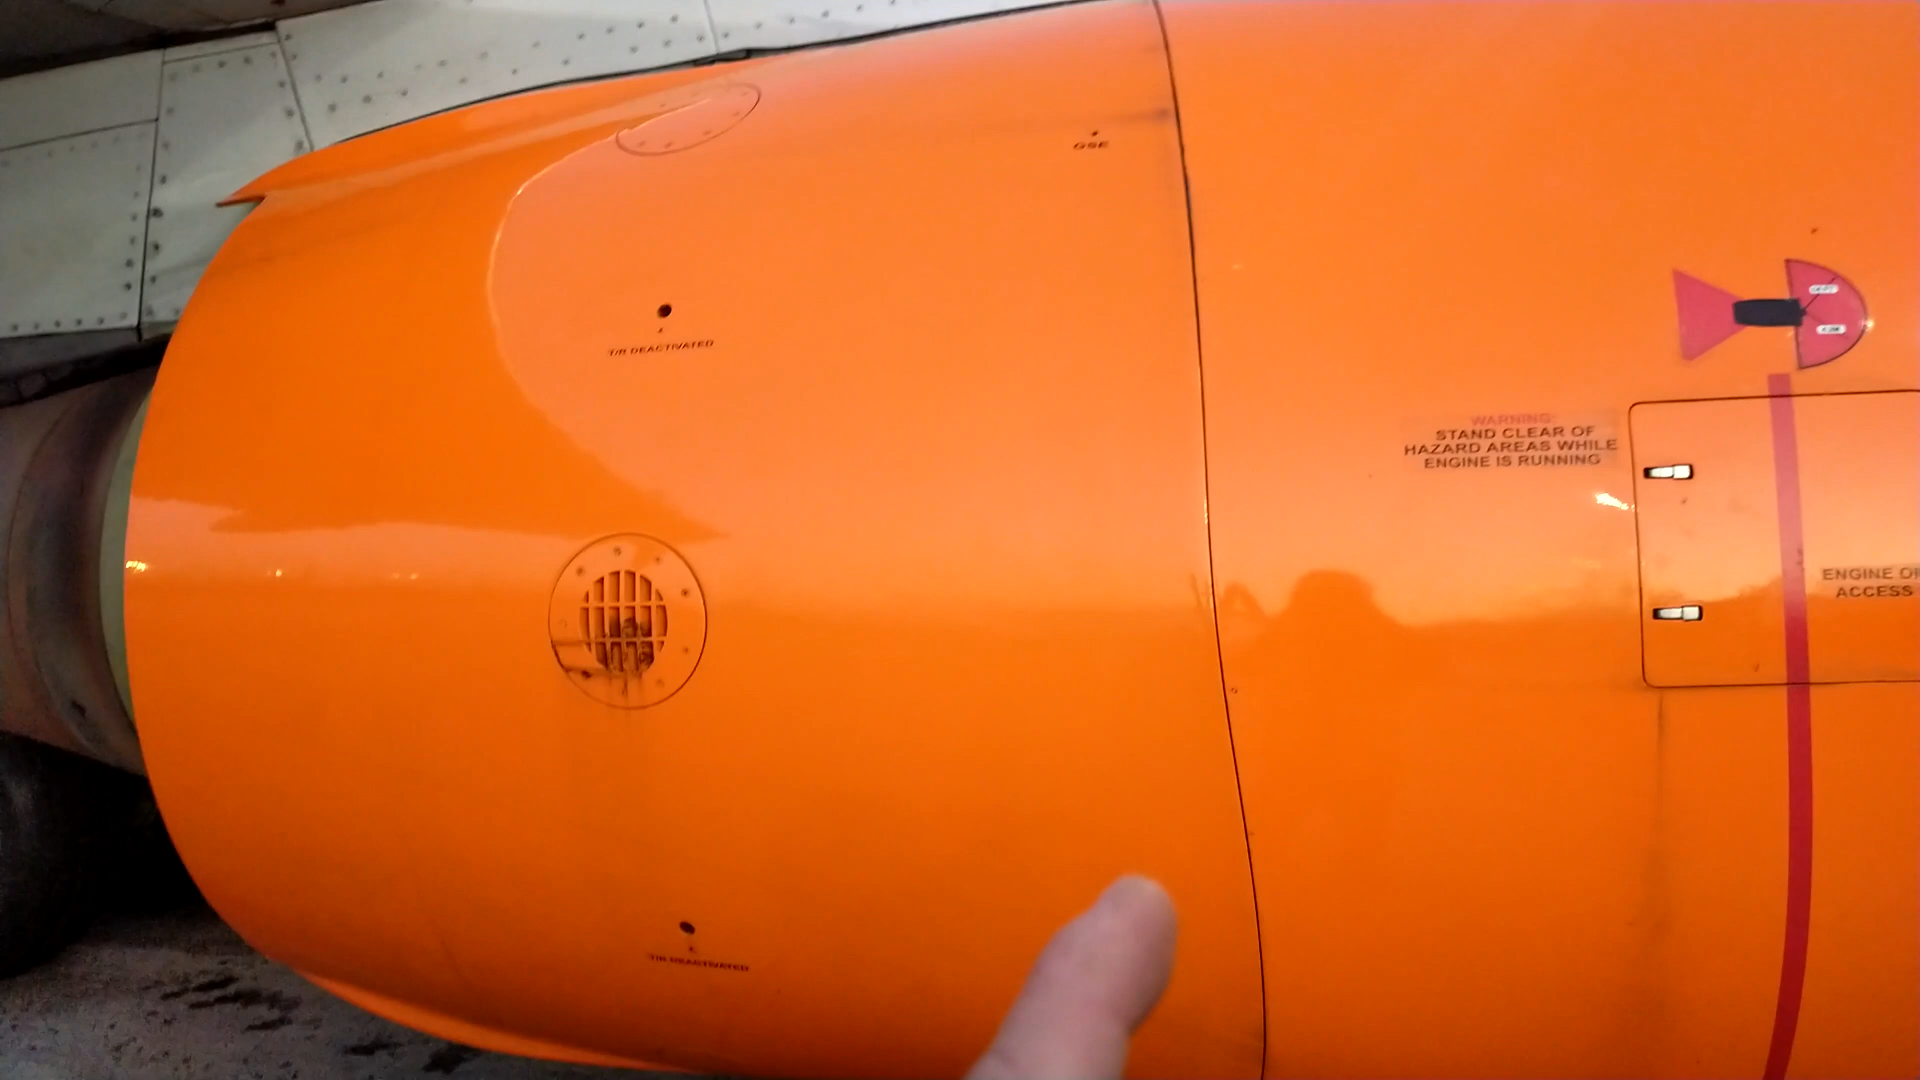 GSE
T/R DEACTIVATED
WARNING:
STAND CLEAR OF
HAZARD AREAS WHILE
ENGINE IS RUNNING
ENGINE OI
ACCESS
T/R DEACTIVATED